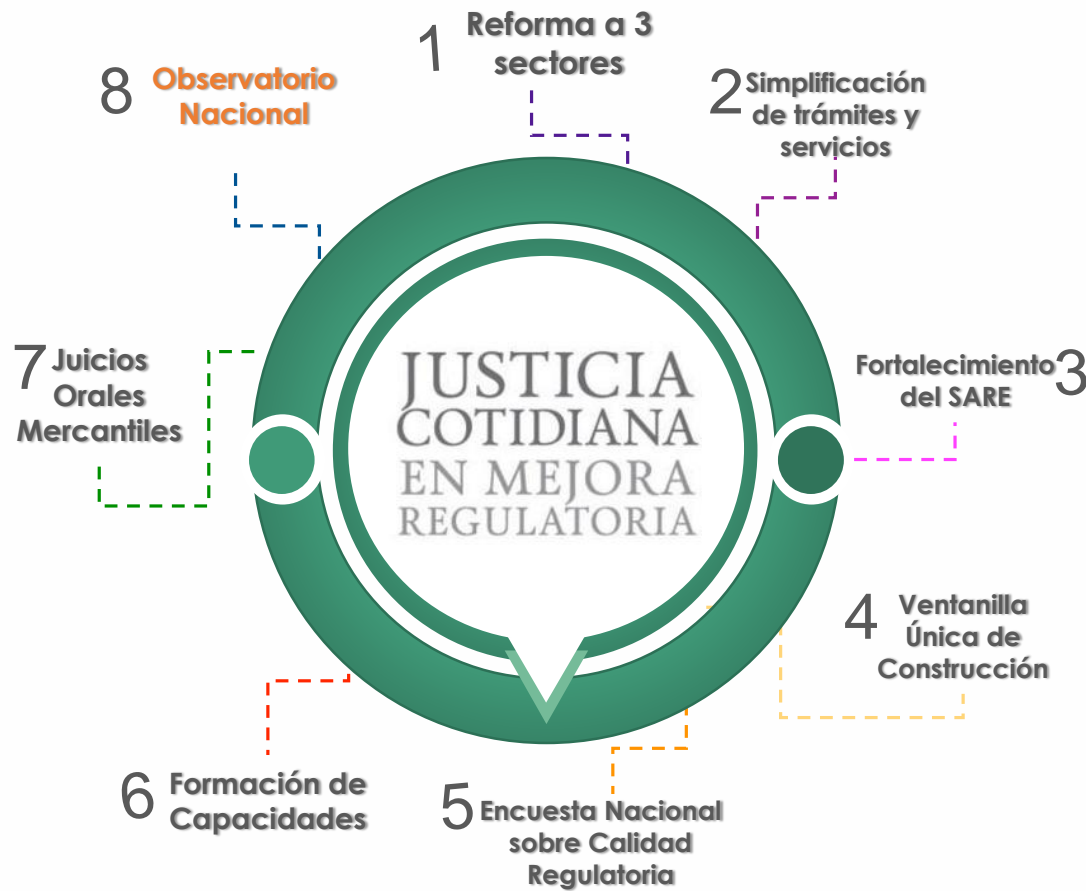 1 Reforma a 3
sectores
2 Simplificación
de trámites y
servicios
Fortalecimiento 3
del SARE
4 Ventanilla
Única de
Construcción
5 Encuesta Nacional
sobre Calidad
Regulatoria
6 Formación de
Capacidades
7 Juicios
Orales
Mercantiles
8 Observatorio
Nacional
JUSTICIA
COTIDIANA
EN MEJORA
REGULATORIA